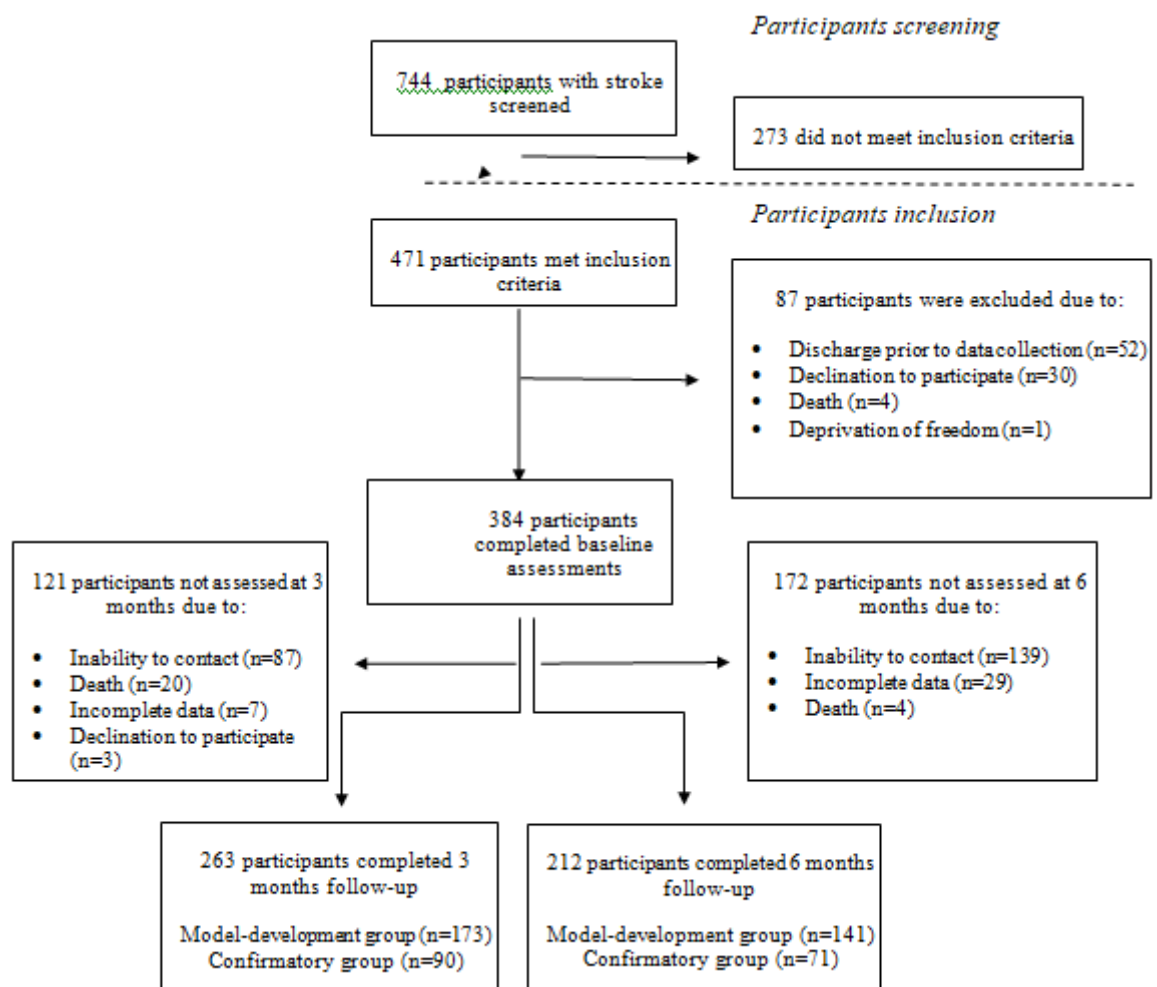 Participants screening
744 participants with stroke
screened
273 did not meet inclusion criteria
Participants inclusion
471 participants met inclusion
criteria
87 participants were excluded due to:
• Discharge prior to data collection (n=52)
• Declination to participate (n=30)
• Death (n=4)
• Deprivation of freedom (n=1)
384 participants
completed baseline
assessments
121 participants not assessed at 3
months due to:
• Inability to contact (n=87)
• Death (n=20)
• Incomplete data (n=7)
• Declination to participate
(n=3)
172 participants not assessed at 6
months due to:
• Inability to contact (n=139)
• Incomplete data (n=29)
• Death (n=4)
263 participants completed 3
months follow-up
Model-development group (n=173)
Confirmatory group (n=90)
212 participants completed 6 months
follow-up
Model-development group (n=141)
Confirmatory group (n=71)